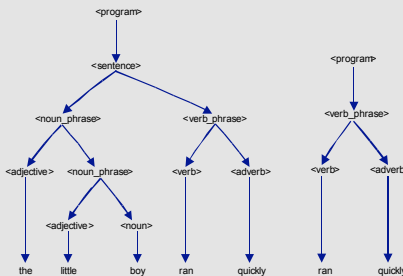 <program>
<sentence>
<program>
<noun_phrase>
<verb_phrase>
<verb_phrase>
<adjective>
<noun_phrase>
<verb>
<adverb>
<verb>
<adverb>
<adjective>
<noun>
the
little
boy
ran
quickly
ran
quickly